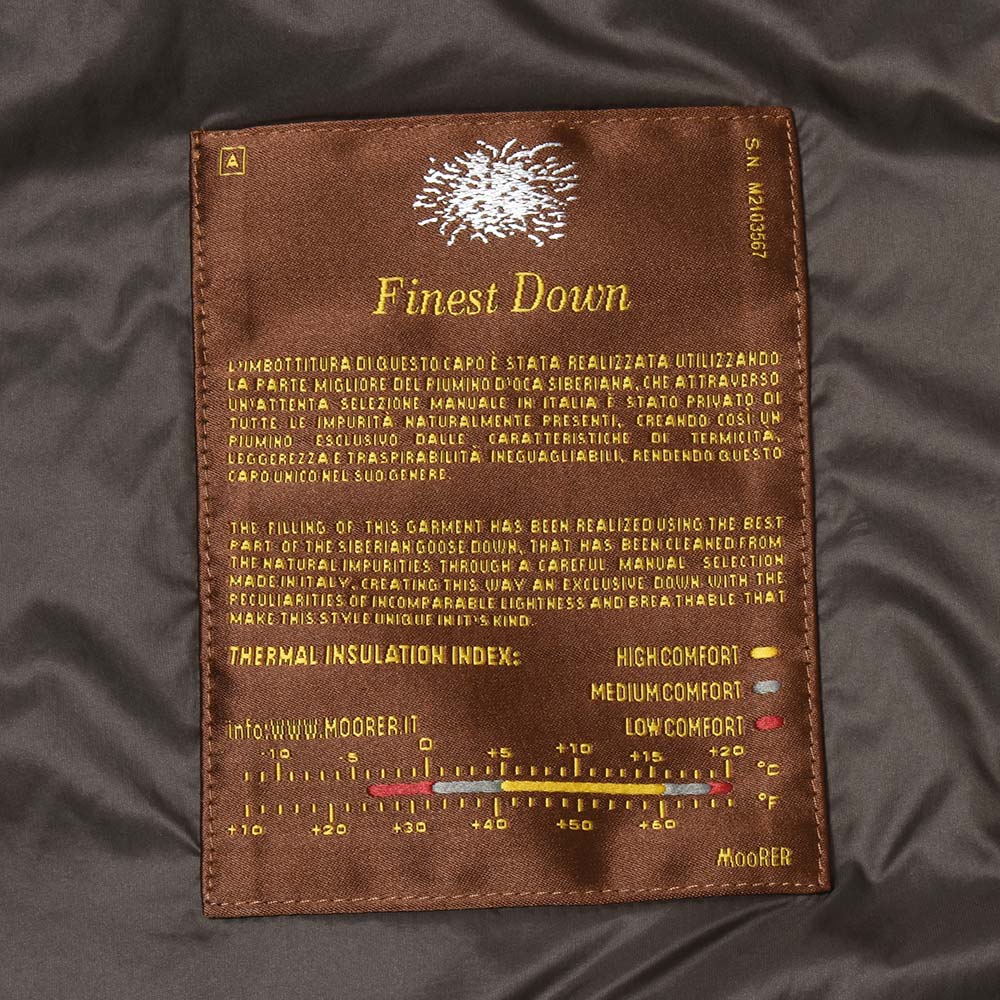 A
S.N. M2103567
Finest Down
L'IMBOTTITURA DI QUESTO CAPO È STATA REALIZZATA UTILIZZANDO
LA PARTE MIGLIORE DEL PIUMINO D'OCA SIBERIANA, CHE ATTRAVERSO
UN'ATTENTA SELEZIONE MANUALE IN ITALIA È STATO PRIVATO DI
TUTTE LE IMPURITÀ NATURALMENTE PRESENTI, CREANDO COSÌ UN
PIUMINO ESCLUSIVO DALLE CARATTERISTICHE DI TERMICITÀ,
LEGGEREZZA E TRASPIRABILITÀ INEGUAGLIABILI, RENDENDO QUESTO
CAPO UNICO NEL SUO GENERE.
THE FILLING OF THIS GARMENT HAS BEEN REALIZED USING THE BEST
PART OF THE SIBERIAN GOOSE DOWN, THAT HAS BEEN CLEANED FROM
THE NATURAL IMPURITIES THROUGH A CAREFUL MANUAL SELECTION
MADE IN ITALY, CREATING THIS WAY AN EXCLUSIVE DOWN WITH THE
PECULIARITIES OF INCOMPARABLE LIGHTNESS AND BREATHABLE THAT
MAKE THIS STYLE UNIQUE IN IT'S KIND.
THERMAL INSULATION INDEX: HIGH COMFORT
MEDIUM COMFORT
info:WWW.MOORER.IT LOW COMFORT
-10 -5 0 +5 +10 +15 +20
°C
°F
+10 +20 +30 +40 +50 +60
MOORER